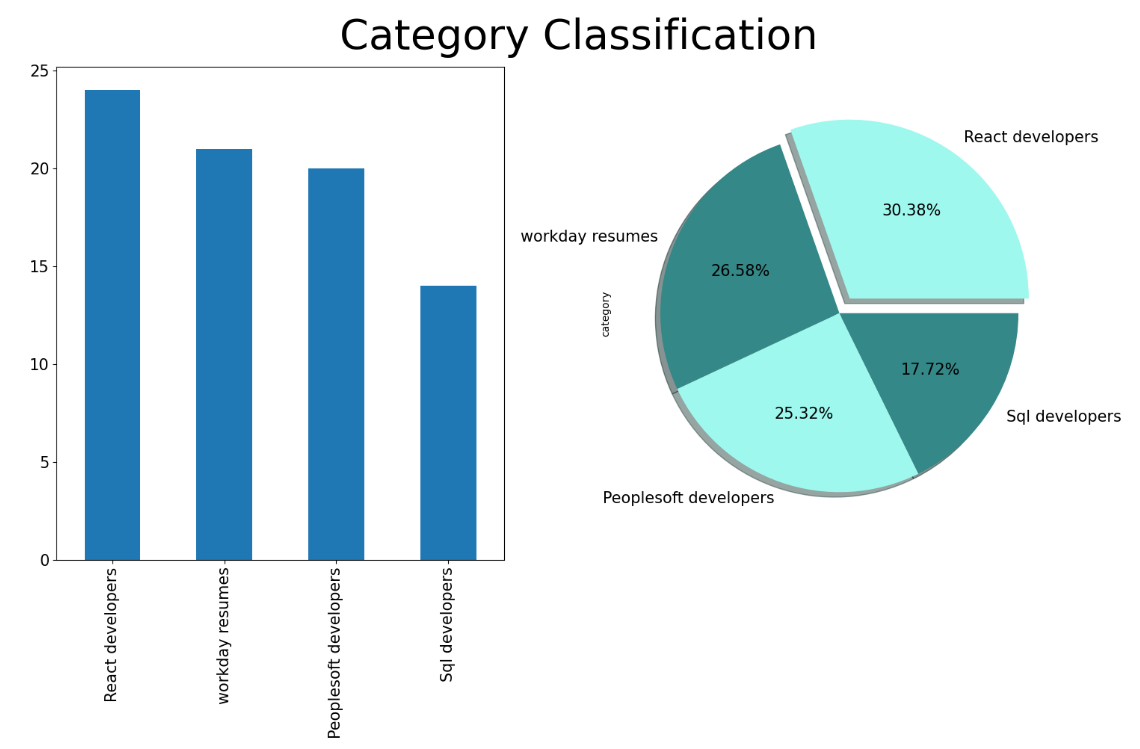 Category Classification
25
20
15
10
5
0
React developers
workday resumes
Peoplesoft developers
Sql developers
category
React developers
30.38%
workday resumes
26.58%
25.32%
Peoplesoft developers
17.72%
Sql developers